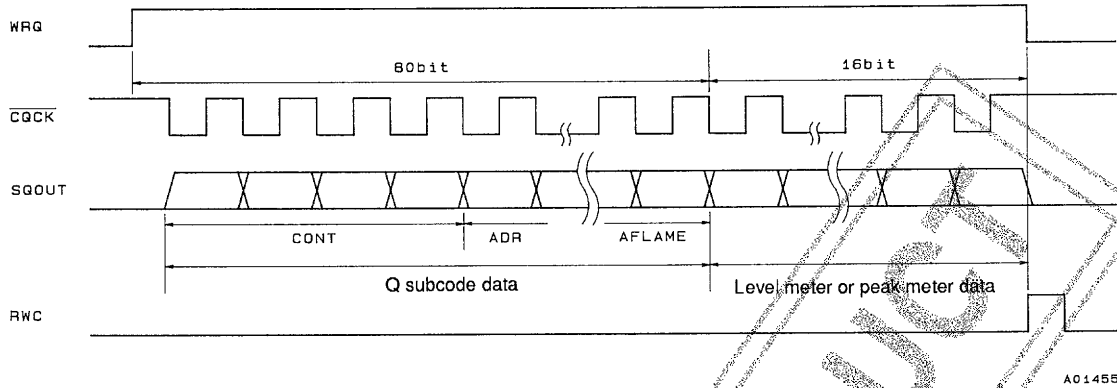 WRQ
80bit
16bit
CQCK
SQOUT
CONT
ADR
AFLAME
Q subcode data
Level meter or peak meter data
RWC
A01455